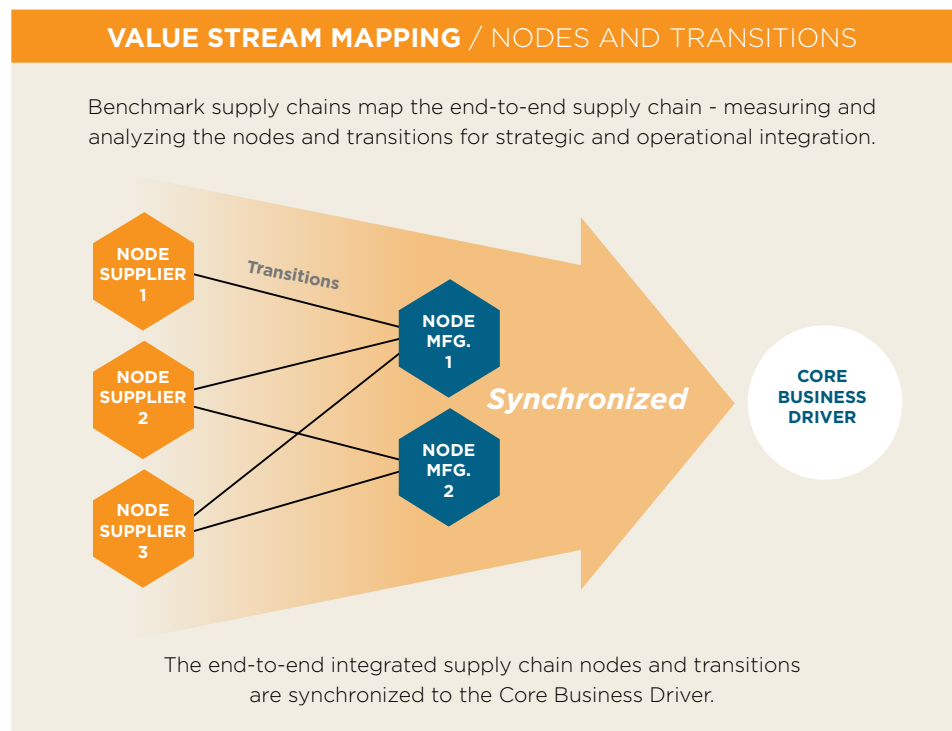 VALUE STREAM MAPPING / NODES AND TRANSITIONS
Benchmark supply chains map the end-to-end supply chain - measuring and
analyzing the nodes and transitions for strategic and operational integration.
NODE
SUPPLIER
1
Transitions
NODE
MFG.
1
NODE
SUPPLIER
2
Synchronized
CORE
BUSINESS
DRIVER
NODE
MFG.
2
NODE
SUPPLIER
3
The end-to-end integrated supply chain nodes and transitions
are synchronized to the Core Business Driver.